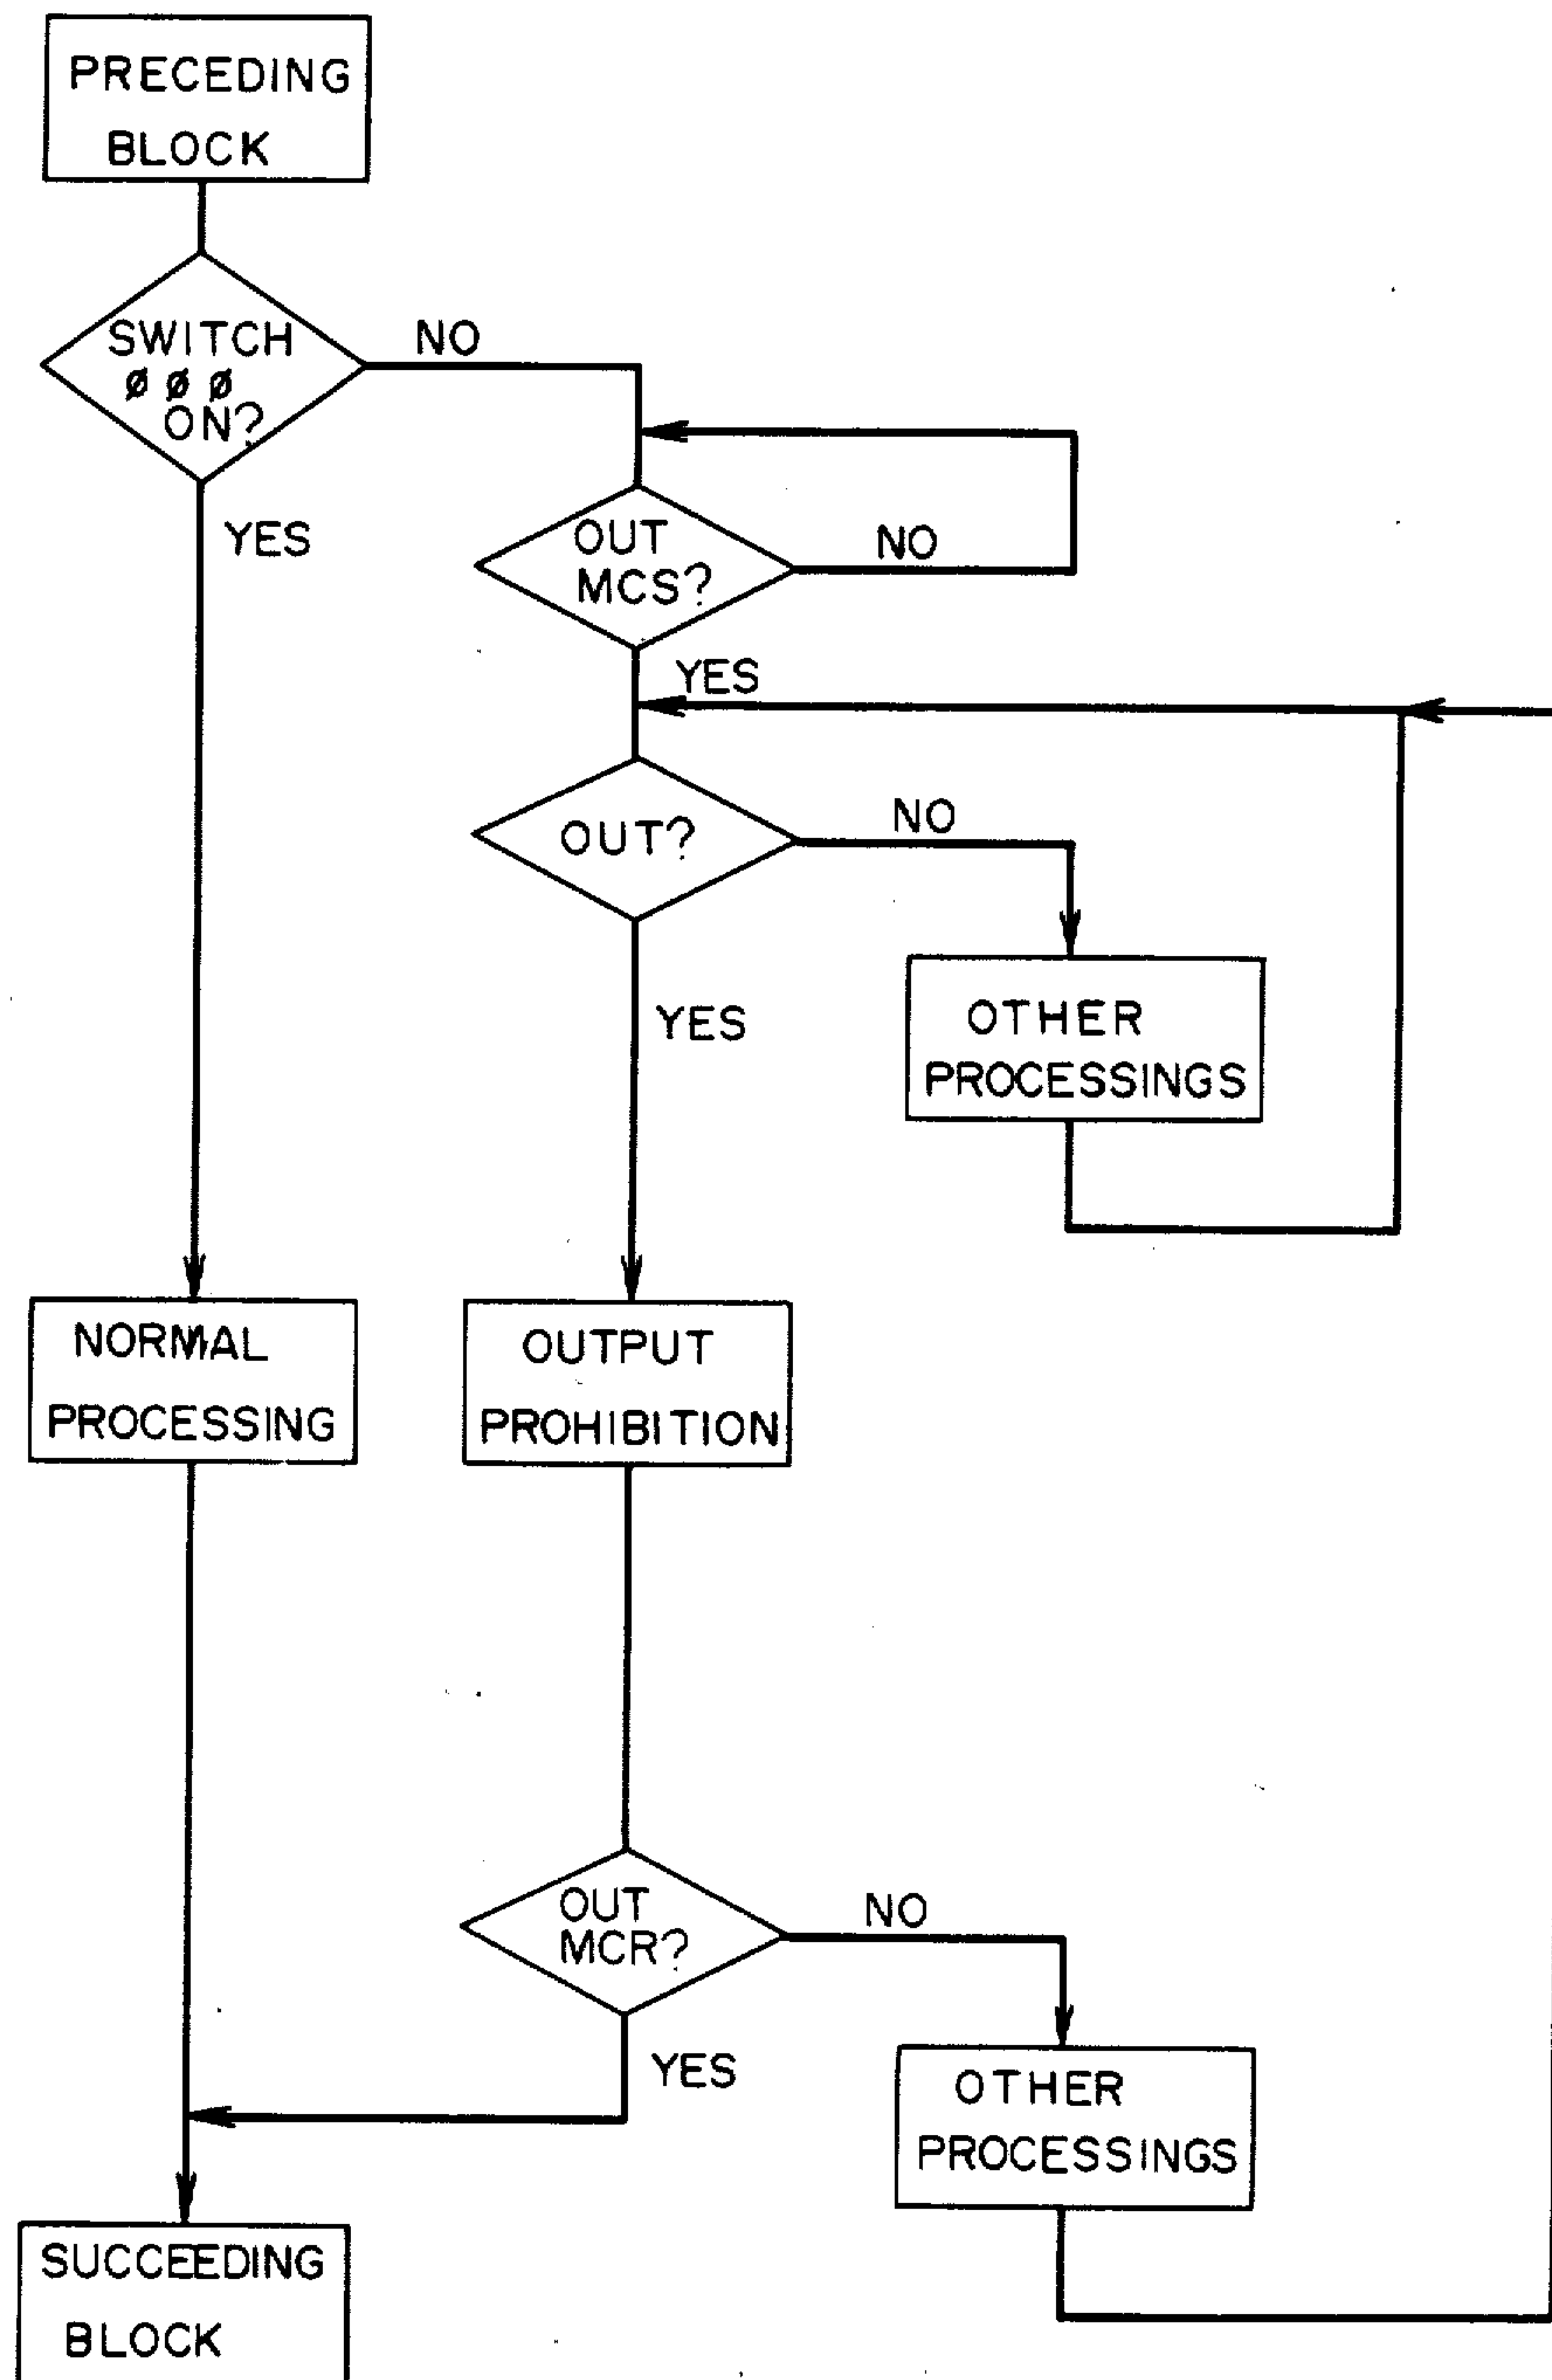 PRECEDING
BLOCK
SWITCH
NO
ØØØ
ON?
YES
OUT
MCS?
NO
YES
OUT?
NO
YES
OTHER
PROCESSINGS
NORMAL
PROCESSING
OUTPUT
PROHIBITION
OUT
MCR?
NO
YES
OTHER
PROCESSINGS
SUCCEEDING
BLOCK